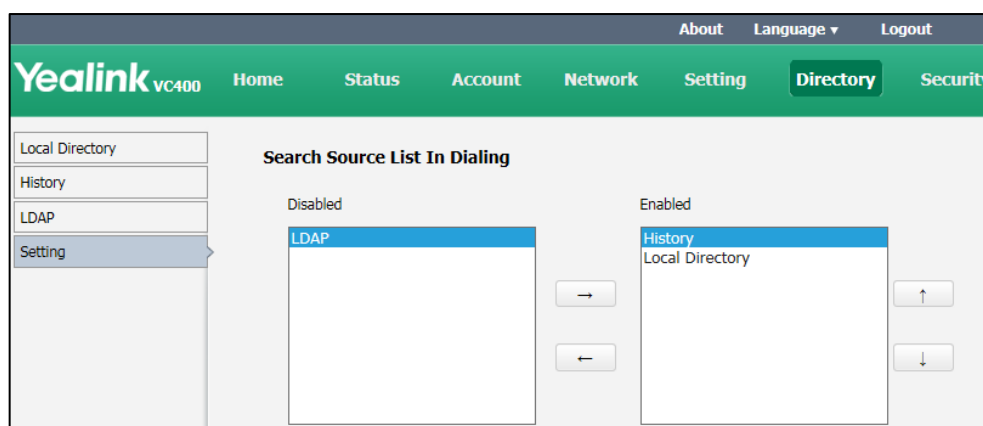 About Language ▾ Logout
Yealink VC400 Home Status Account Network Setting Directory
Local Directory
History
LDAP
Setting
Search Source List In Dialing
Disabled Enabled
LDAP
History
Local Directory
→
←
↑
↓